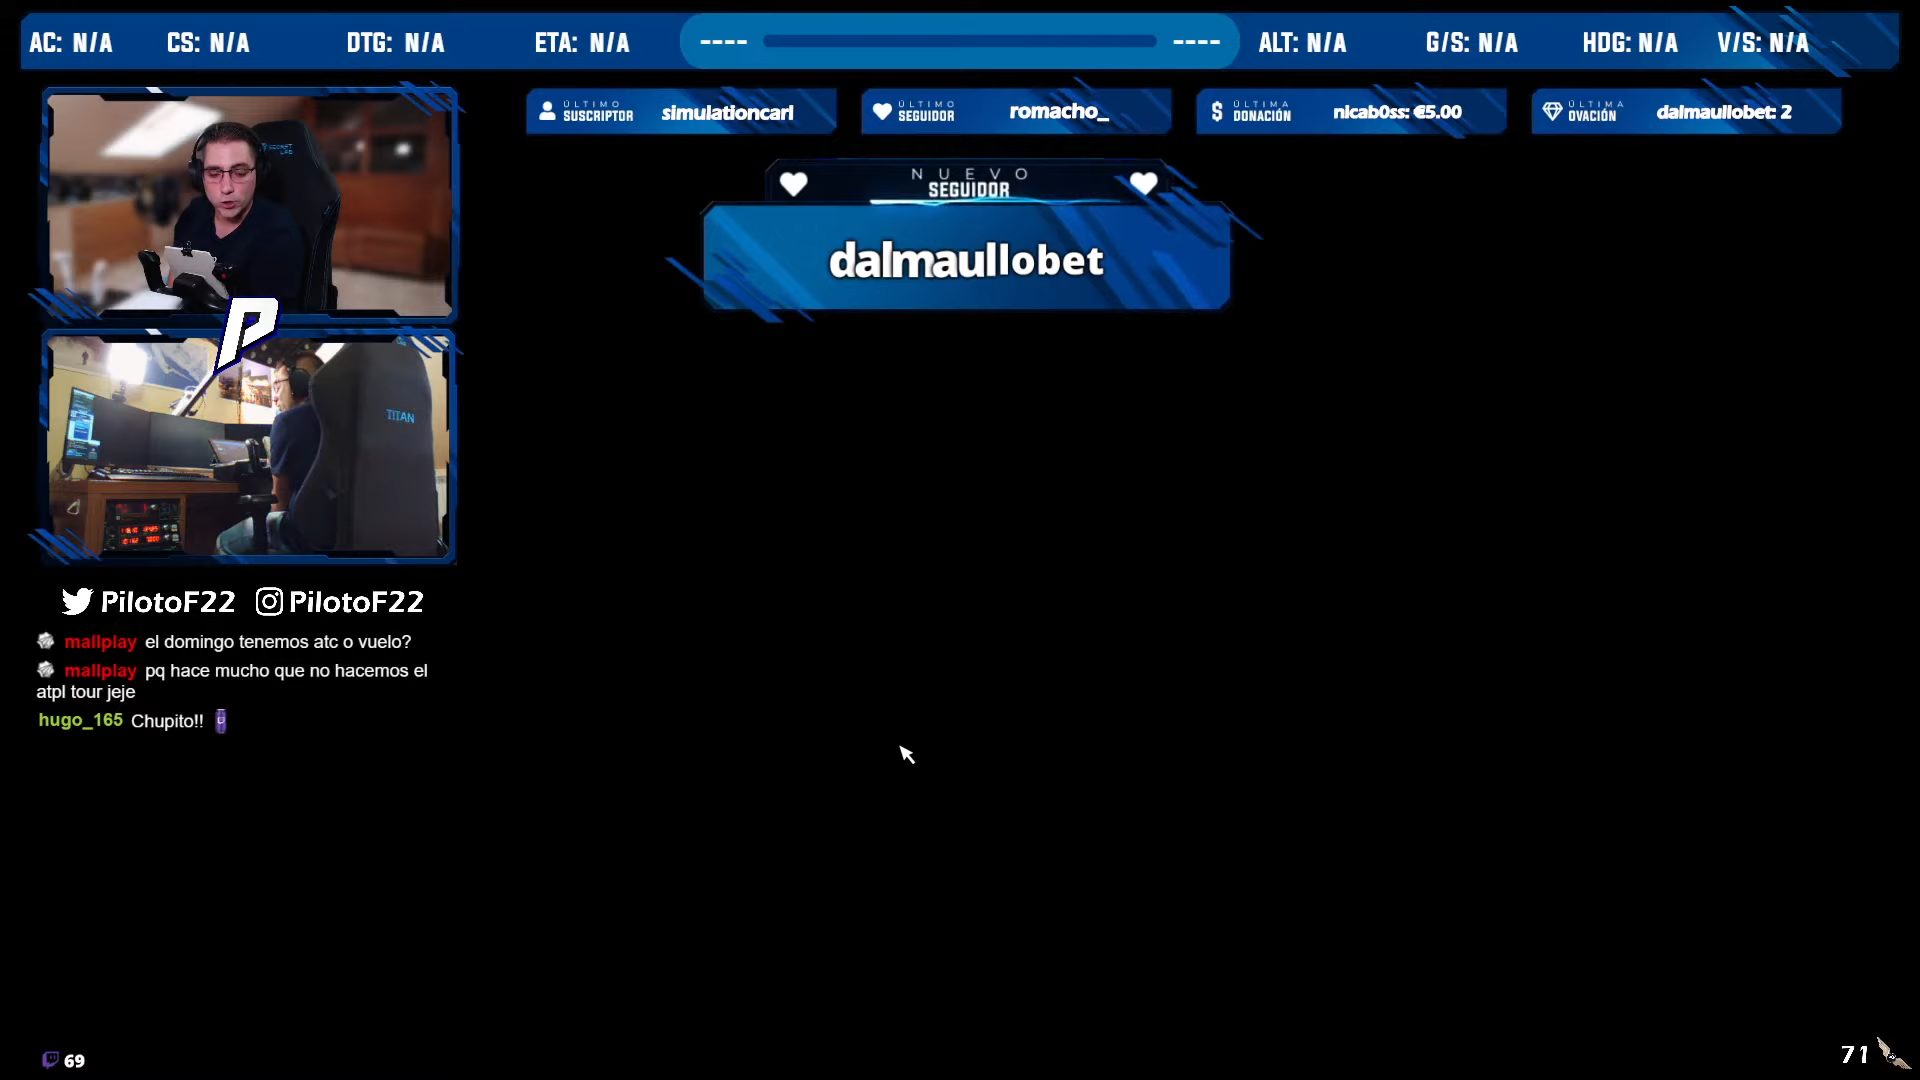 AC: N/A CS: N/A DTG: N/A ETA: N/A ---- ---- ALT: N/A G/S: N/A HDG: N/A V/S: N/A
ÚLTIMO SUSCRIPTOR simulationcarl
ÚLTIMO SEGUIDOR romacho_
ÚLTIMA DONACIÓN nicab0ss: €5.00
ÚLTIMA OVACIÓN dalmaullobet: 2
NUEVO
SEGUIDOR
dalmaullobet
P
TITAN
PilotoF22 PilotoF22
mallplay el domingo tenemos atc o vuelo?
mallplay pq hace mucho que no hacemos el
atpl tour jeje
hugo_165 Chupito!!
69
71